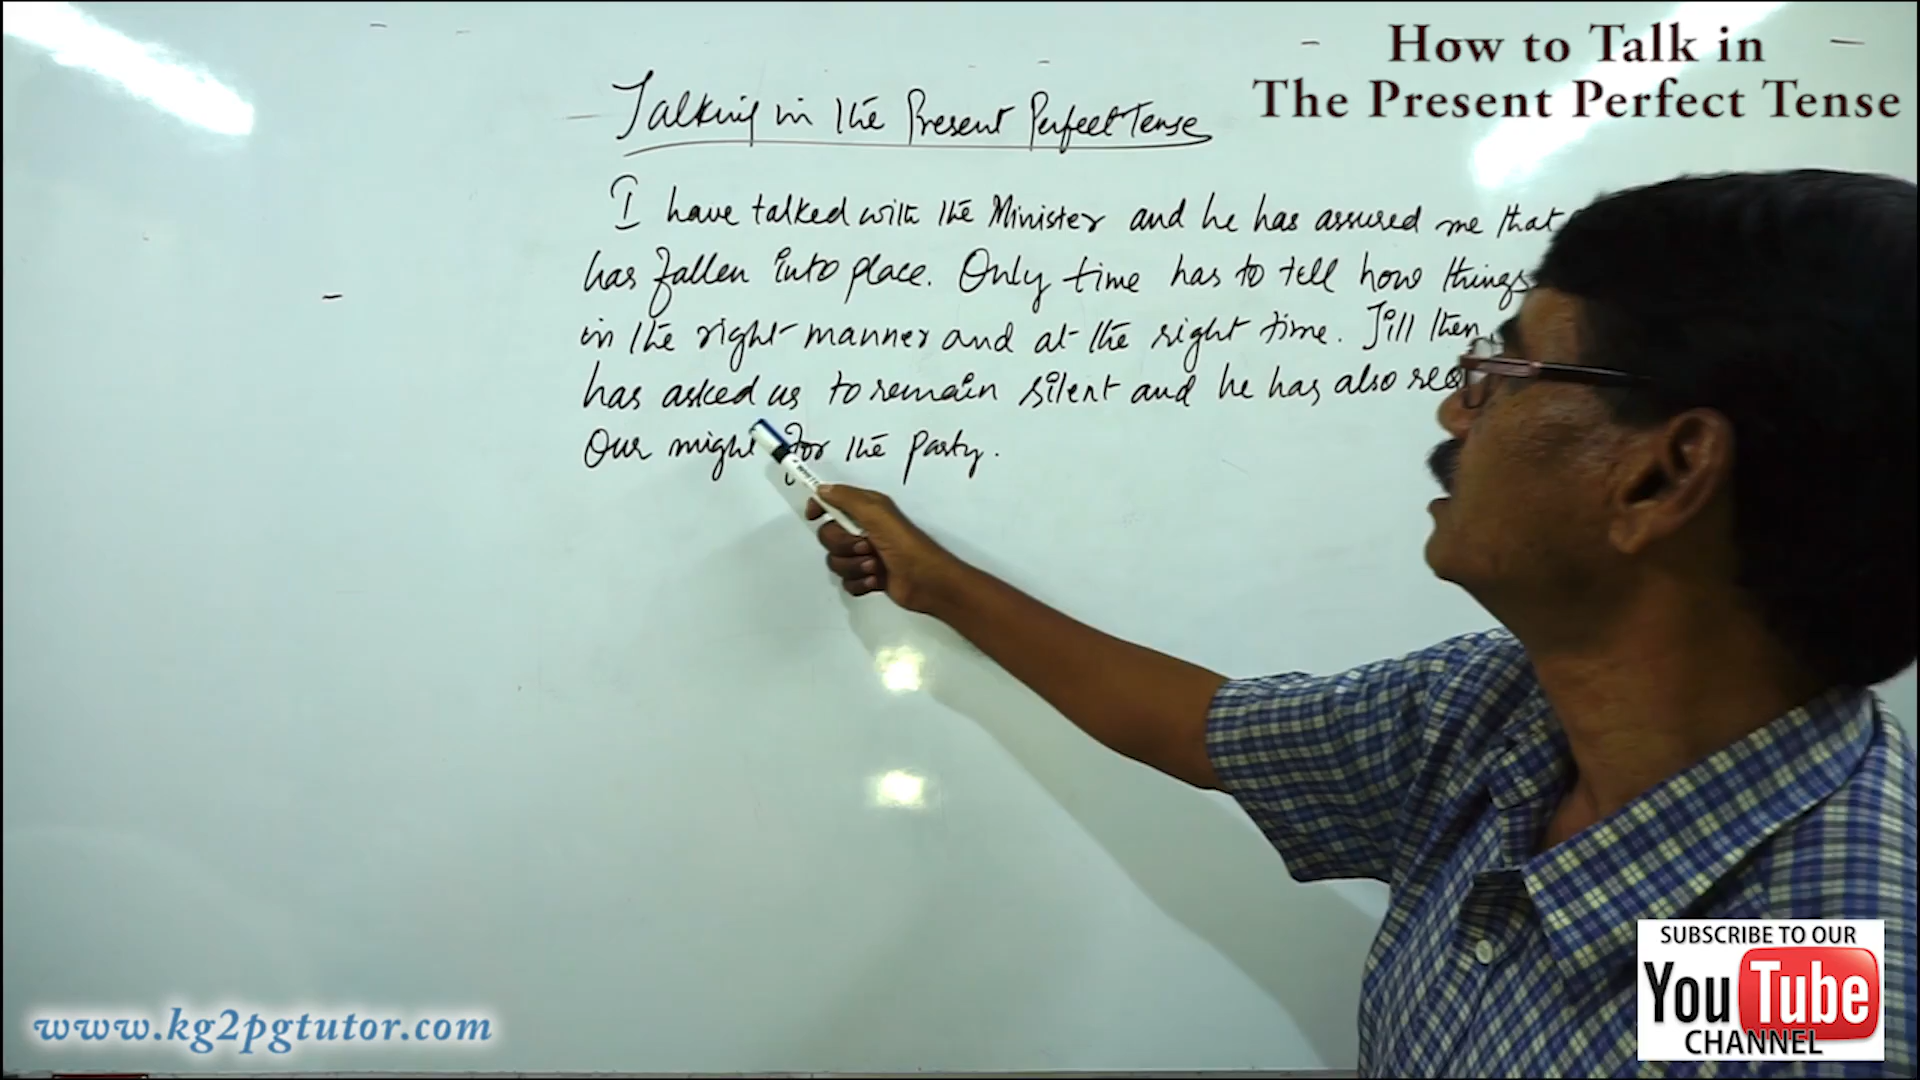 How to Talk in
The Present Perfect Tense
Talking in the Present Perfect Tense
I have talked with the Minister and he has assured me that
has fallen into place. Only time has to tell how things
in the right manner and at the right time. Till then
has asked us to remain silent and he has also
Our might for the party.
www.kg2pgtutor.com
SUBSCRIBE TO OUR
YouTube
CHANNEL